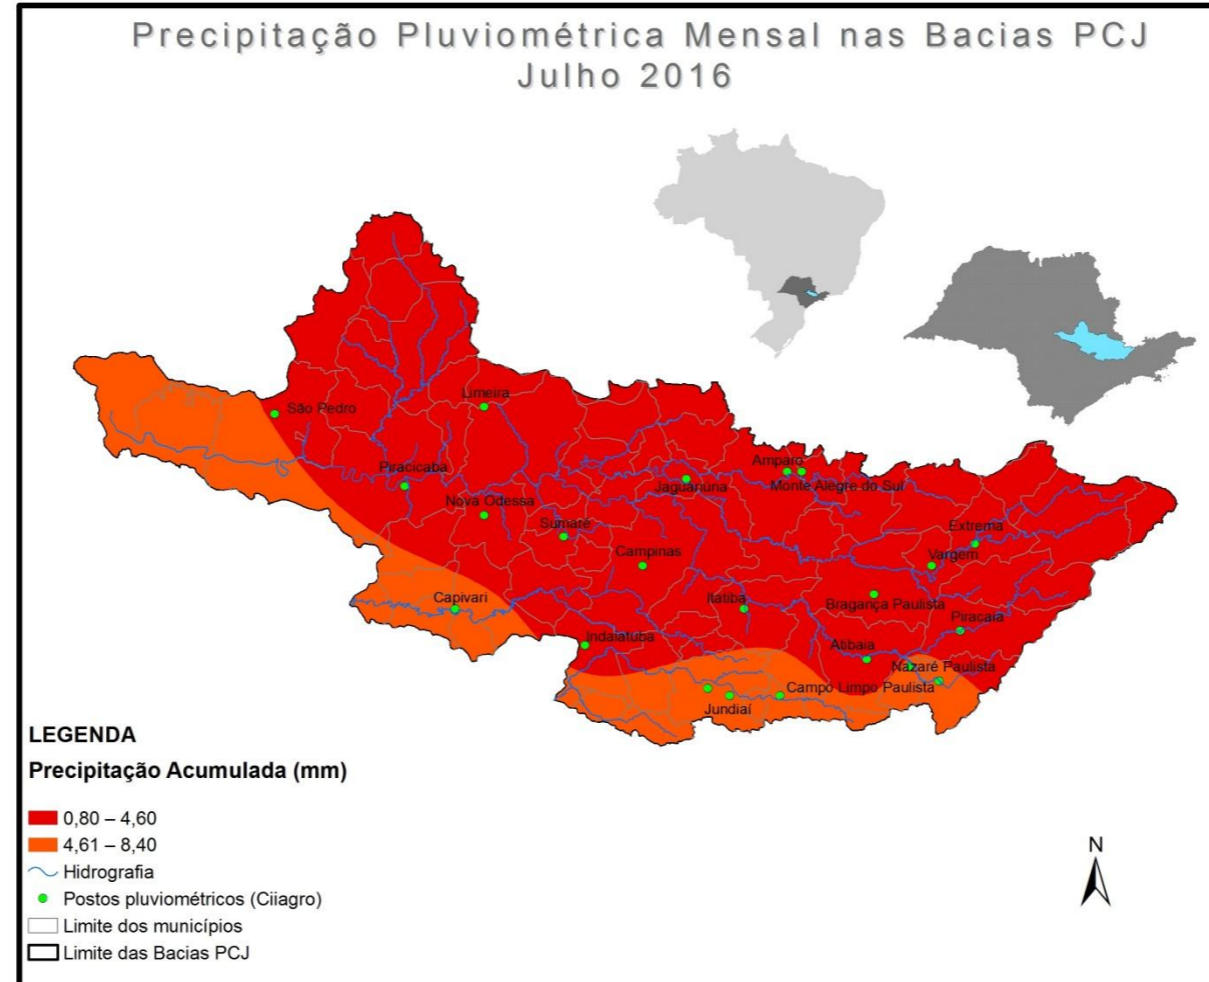 Precipitação Pluviométrica Mensal nas Bacias PCJ
Julho 2016
São Pedro
Limeira
Piracicaba
Nova Odessa
Sumaré
Campinas
Jaguariúna
Amparo
Monte Alegre do Sul
Extrema
Vargem
Bragança Paulista
Itatiba
Piracaia
Capivari
Indaiatuba
Atibaia
Nazaré Paulista
Campo Limpo Paulista
Jundiaí
LEGENDA
Precipitação Acumulada (mm)
0,80 – 4,60
4,61 – 8,40
Hidrografia
Postos pluviométricos (Ciiagro)
Limite dos municípios
Limite das Bacias PCJ
N